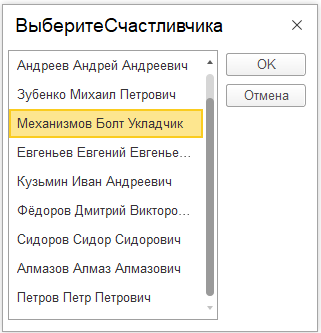 ВыберитеСчастливчика
Андреев Андрей Андреевич
Зубенко Михаил Петрович
Механизмов Болт Укладчик
Евгеньев Евгений Евгенье...
Кузьмин Иван Андреевич
Фёдоров Дмитрий Викторо...
Сидоров Сидор Сидорович
Алмазов Алмаз Алмазович
Петров Петр Петрович
OK
Отмена